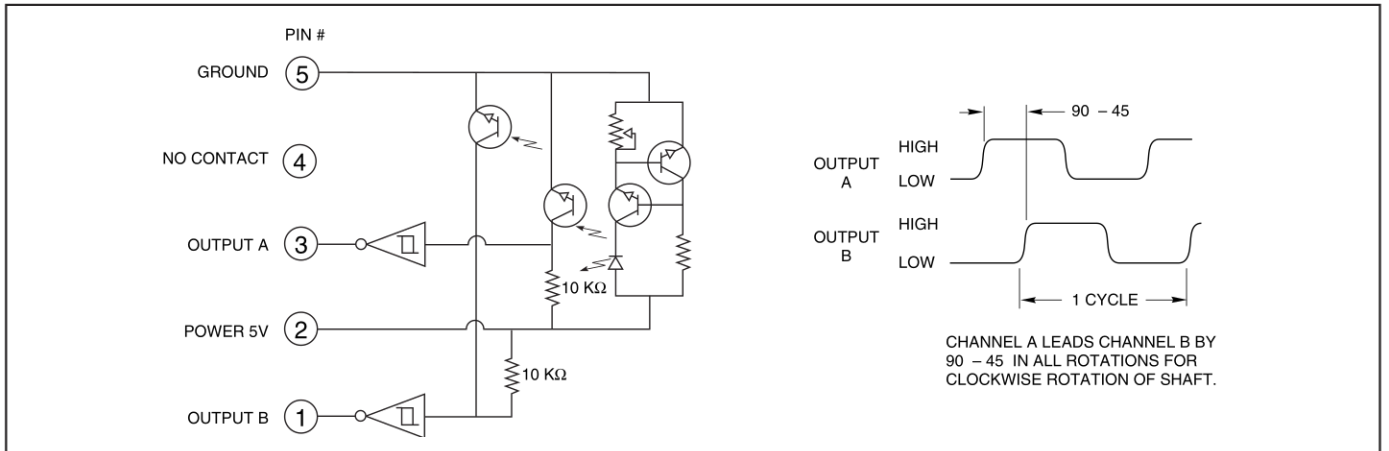 PIN #
GROUND 5
NO CONTACT 4
OUTPUT A 3
10 KΩ
POWER 5V 2
10 KΩ
OUTPUT B 1
90 – 45
OUTPUT
A
HIGH
LOW
OUTPUT
B
HIGH
LOW
1 CYCLE
CHANNEL A LEADS CHANNEL B BY
90 – 45 IN ALL ROTATIONS FOR
CLOCKWISE ROTATION OF SHAFT.